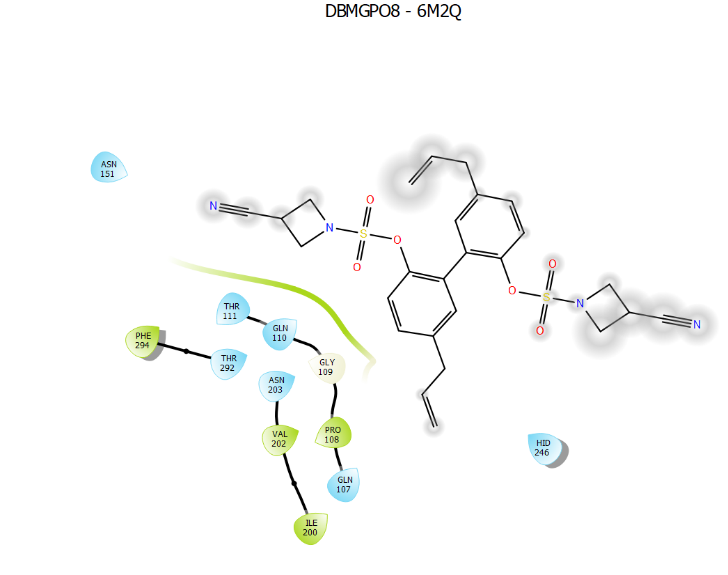 DBMGPO8 - 6M2Q
ASN
151
N
N
O
S
O
O
O
O
S
O
N
N
THR
111
GLN
110
PHE
294
THR
292
GLY
109
ASN
203
VAL
202
PRO
108
GLN
107
HID
246
ILE
200